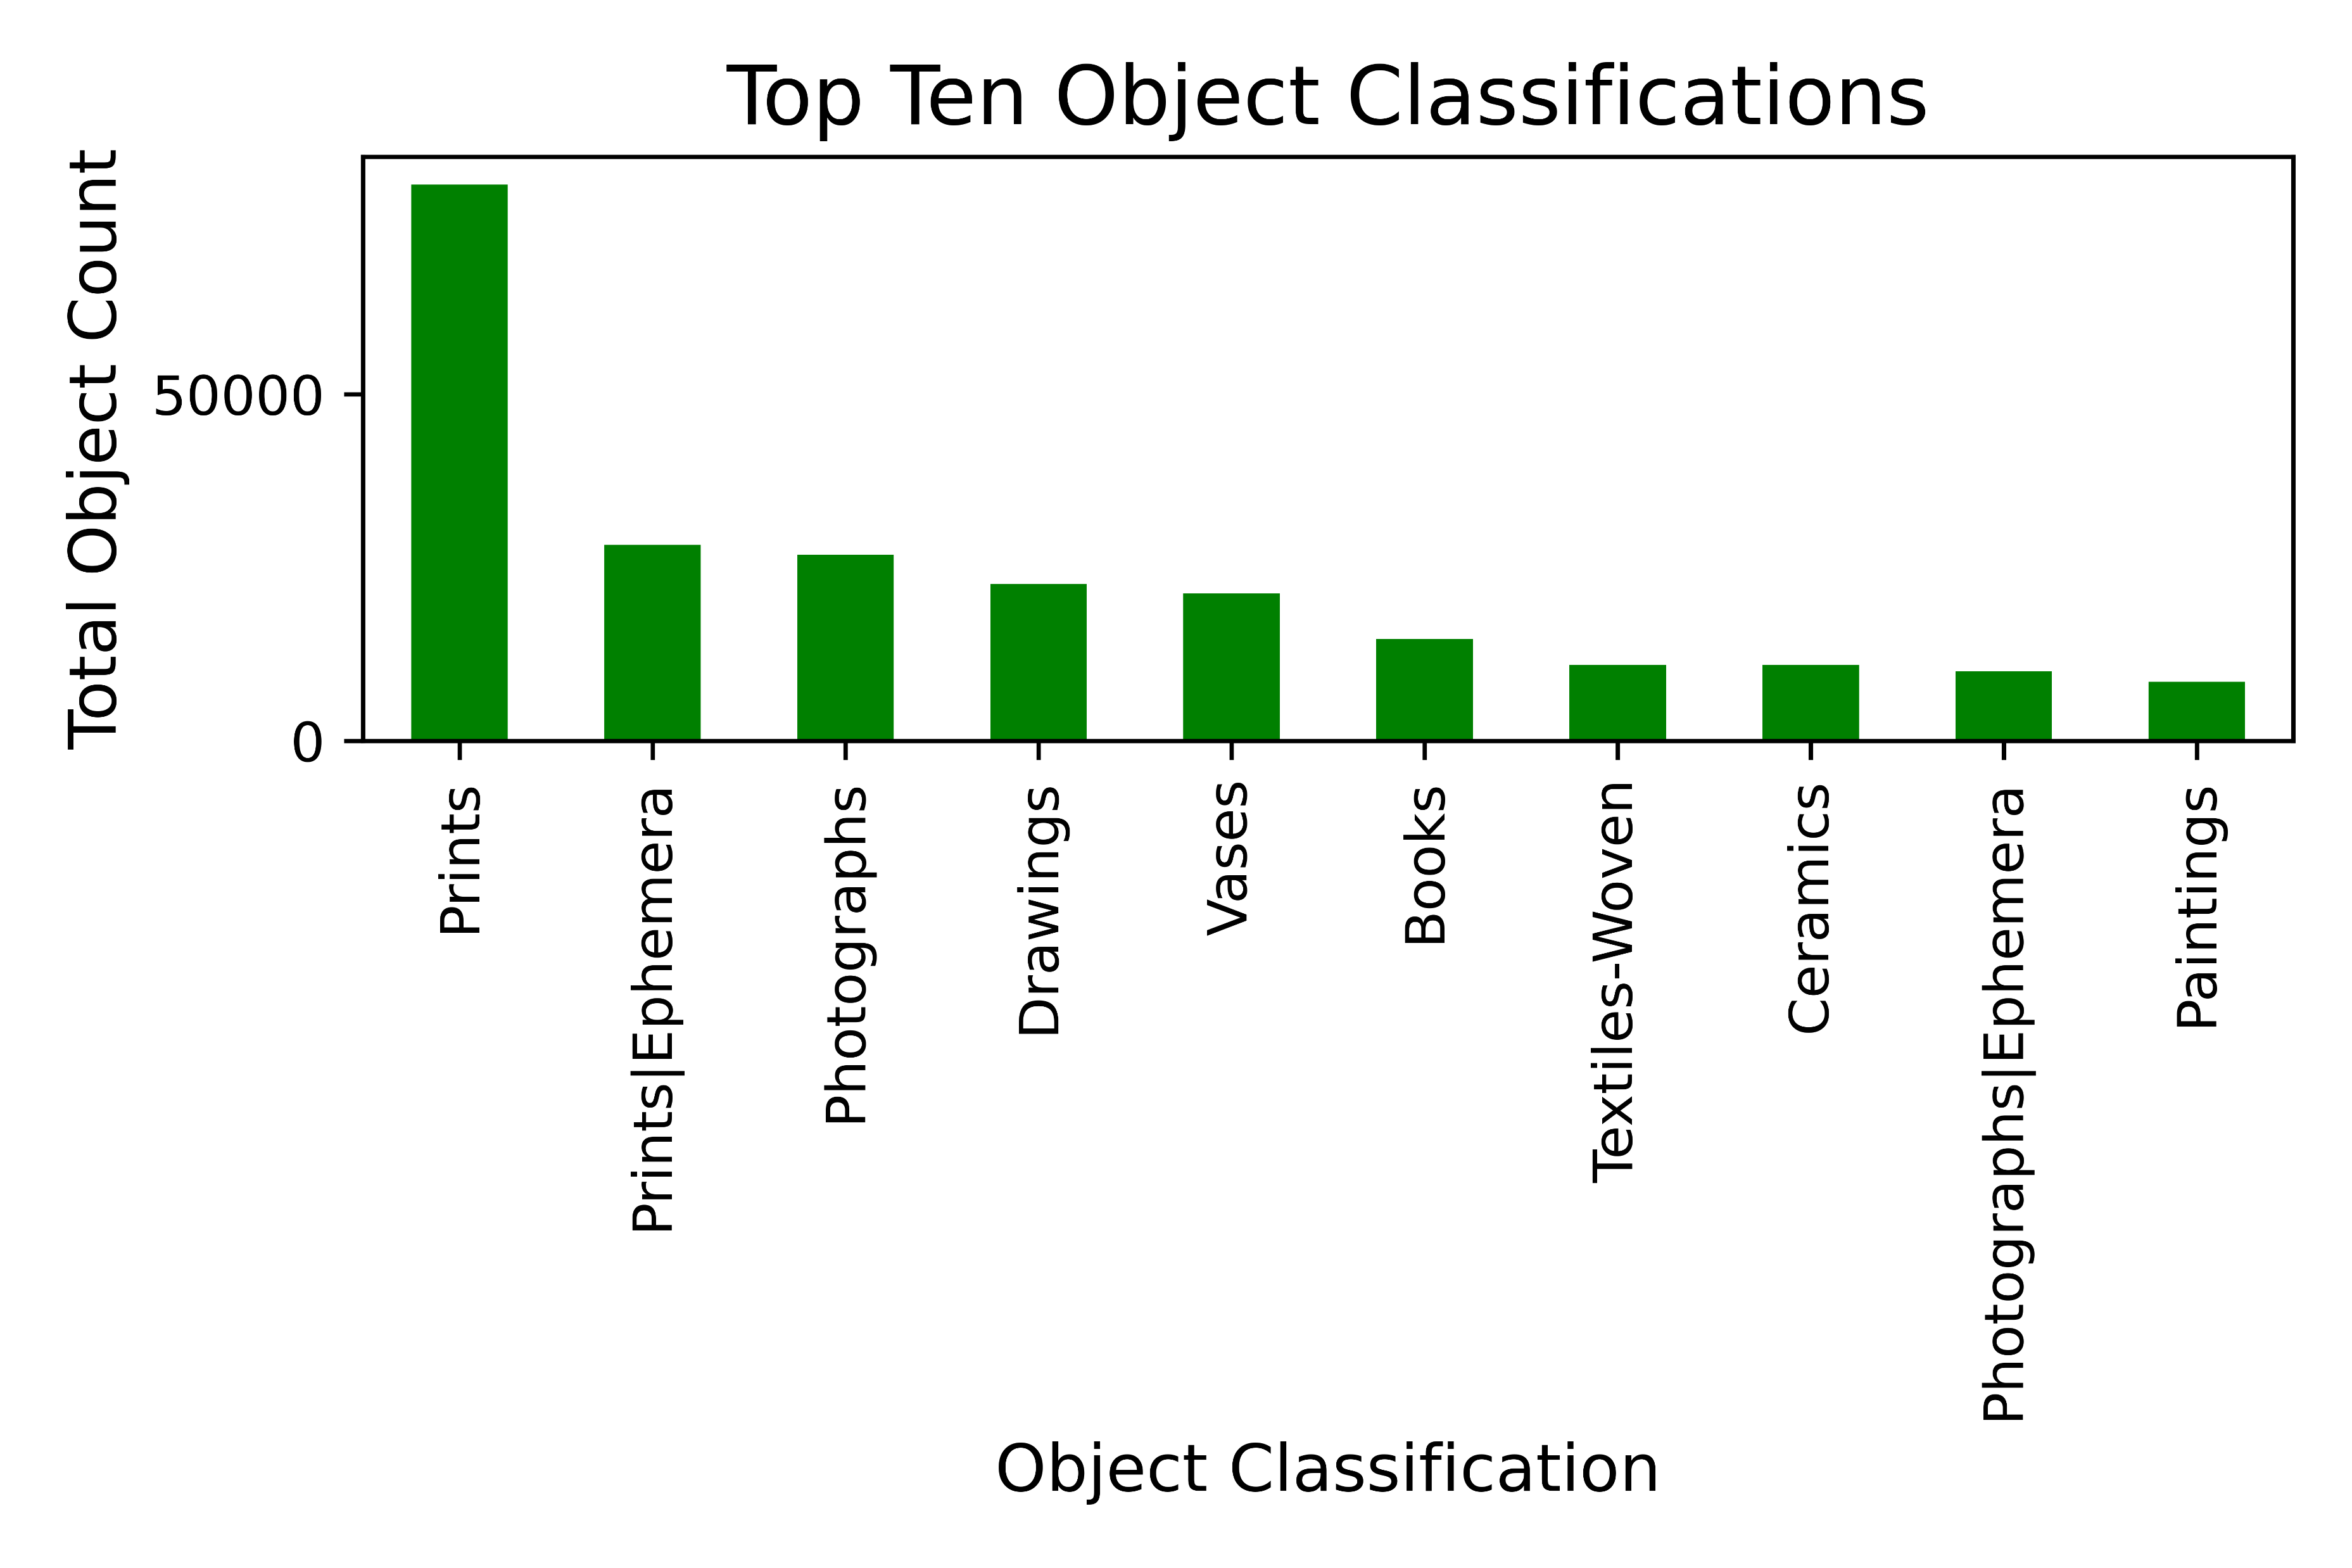 Top Ten Object Classifications
Total Object Count
50000
0
Prints
Prints|Ephemera
Photographs
Drawings
Vases
Books
Textiles-Woven
Ceramics
Photographs|Ephemera
Paintings
Object Classification